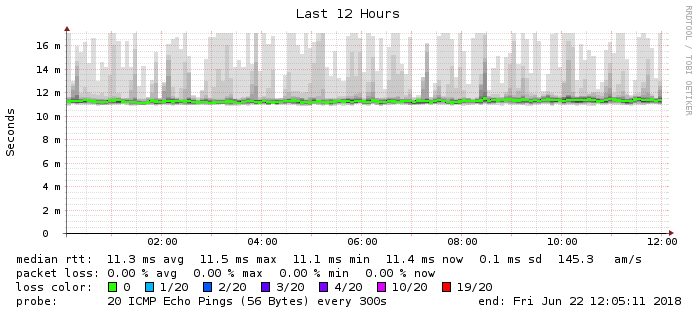 Last 12 Hours
RRDTOOL / TOBI OETIKER
Seconds
16 m
14 m
12 m
10 m
8 m
6 m
4 m
2 m
0
02:00 04:00 06:00 08:00 10:00 12:00
median rtt: 11.3 ms avg 11.5 ms max 11.1 ms min 11.4 ms now 0.1 ms sd 145.3 am/s
packet loss: 0.00 % avg 0.00 % max 0.00 % min 0.00 % now
loss color: 0 1/20 2/20 3/20 4/20 10/20 19/20
probe: 20 ICMP Echo Pings (56 Bytes) every 300s end: Fri Jun 22 12:05:11 2018